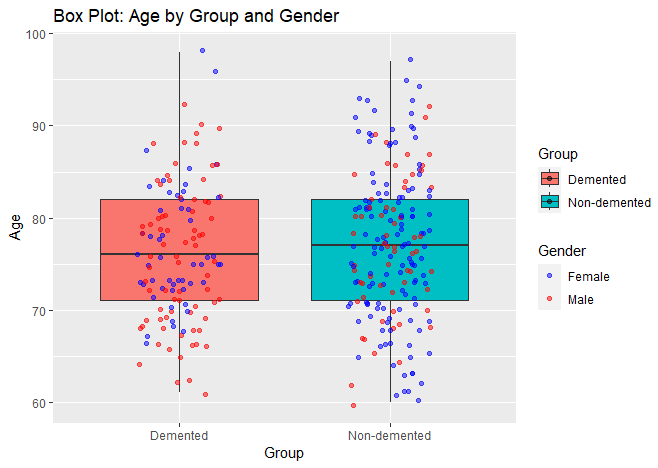 Box Plot: Age by Group and Gender
100
90
80
70
60
Age
Demented
Non-demented
Group
Group
Demented
Non-demented
Gender
Female
Male